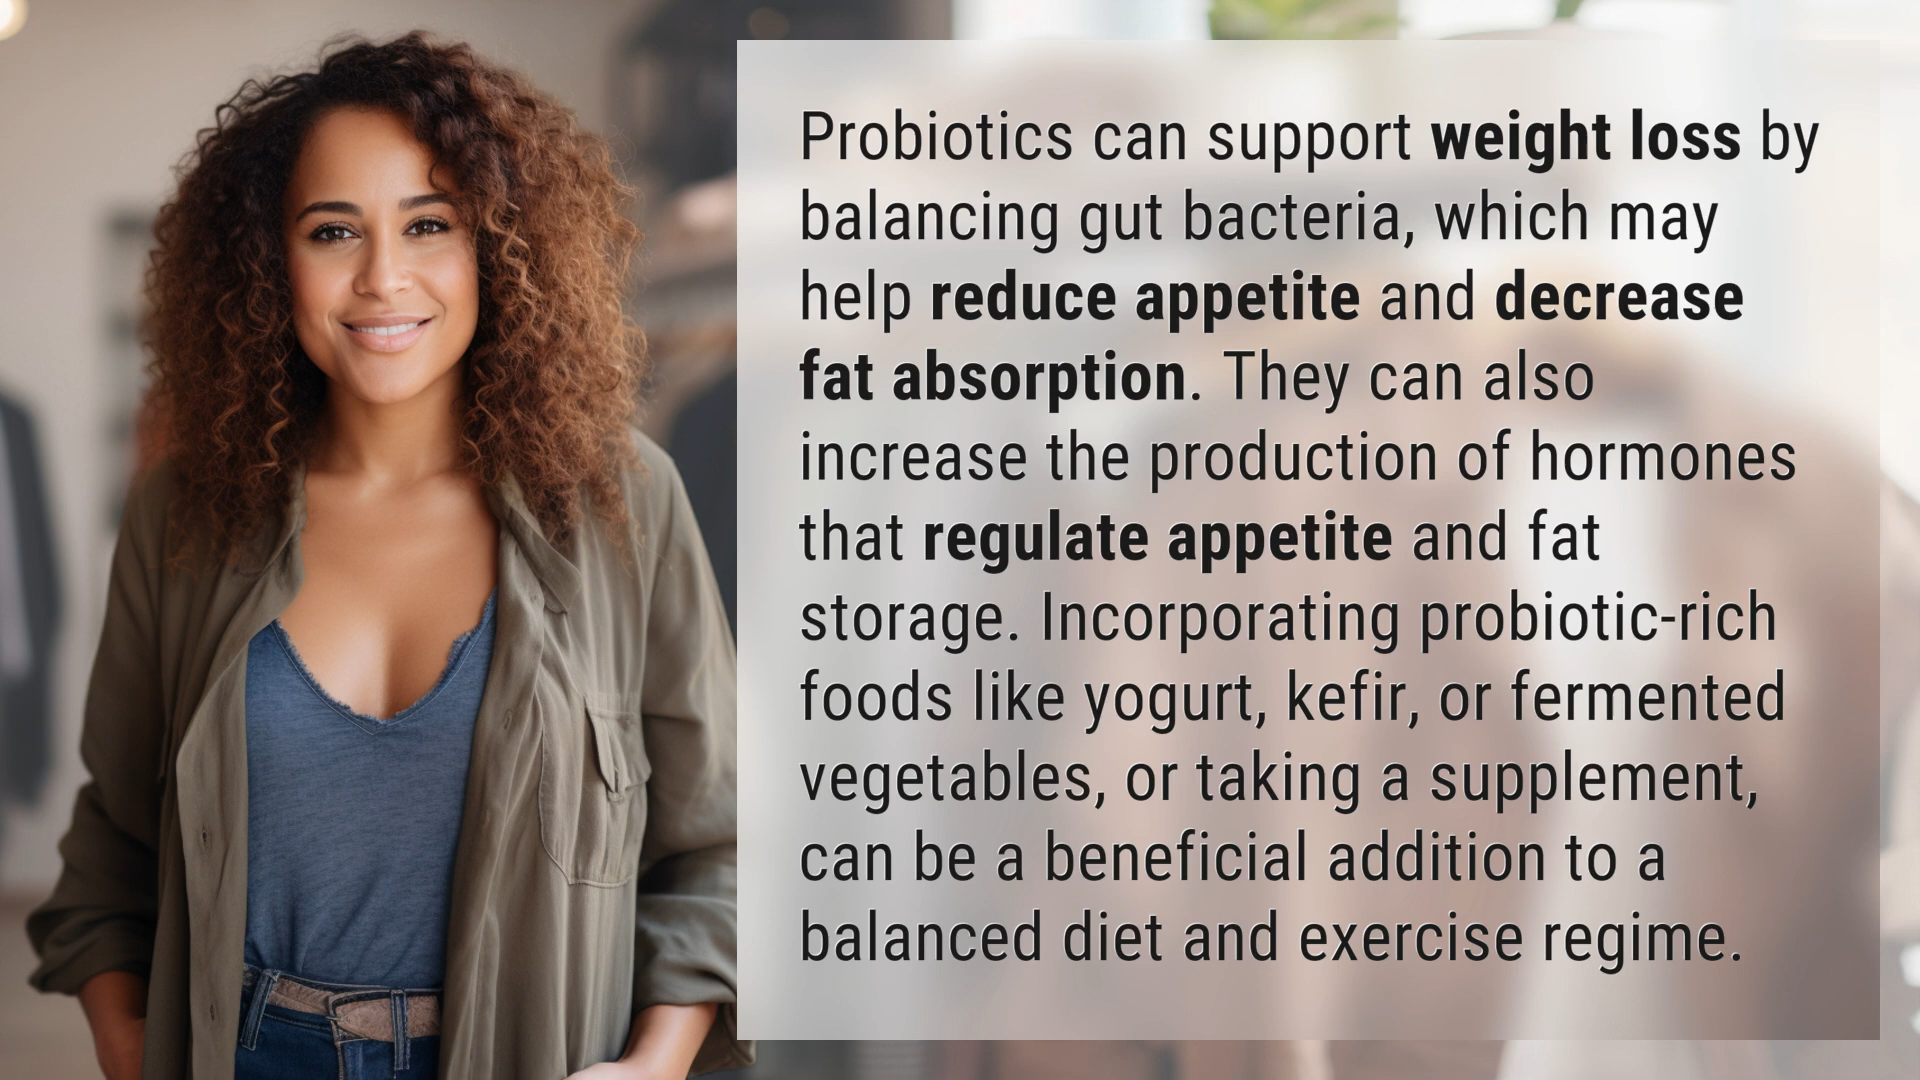 Probiotics can support weight loss by
balancing gut bacteria, which may
help reduce appetite and decrease
fat absorption. They can also
increase the production of hormones
that regulate appetite and fat
storage. Incorporating probiotic-rich
foods like yogurt, kefir, or fermented
vegetables, or taking a supplement,
can be a beneficial addition to a
balanced diet and exercise regime.